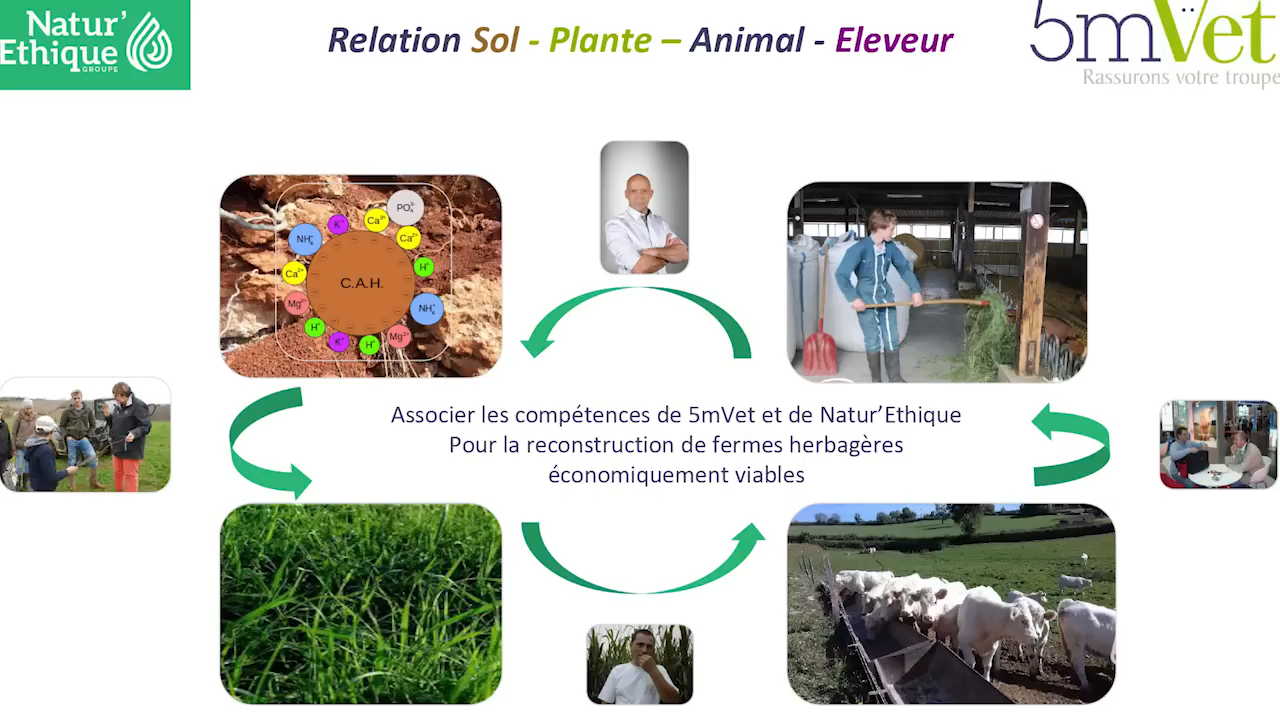 Natur'
Ethique
GROUPE
Relation Sol - Plante – Animal - Eleveur
5mVet
Rassurons votre troupe
PO₄³⁻
K⁺
Ca²⁺
NH₄⁺
Ca²⁺
Ca²⁺
C.A.H.
H⁺
Mg²⁺
NH₄⁺
H⁺
Mg²⁺
K⁺
H⁺
Associer les compétences de 5mVet et de Natur'Ethique
Pour la reconstruction de fermes herbagères
économiquement viables